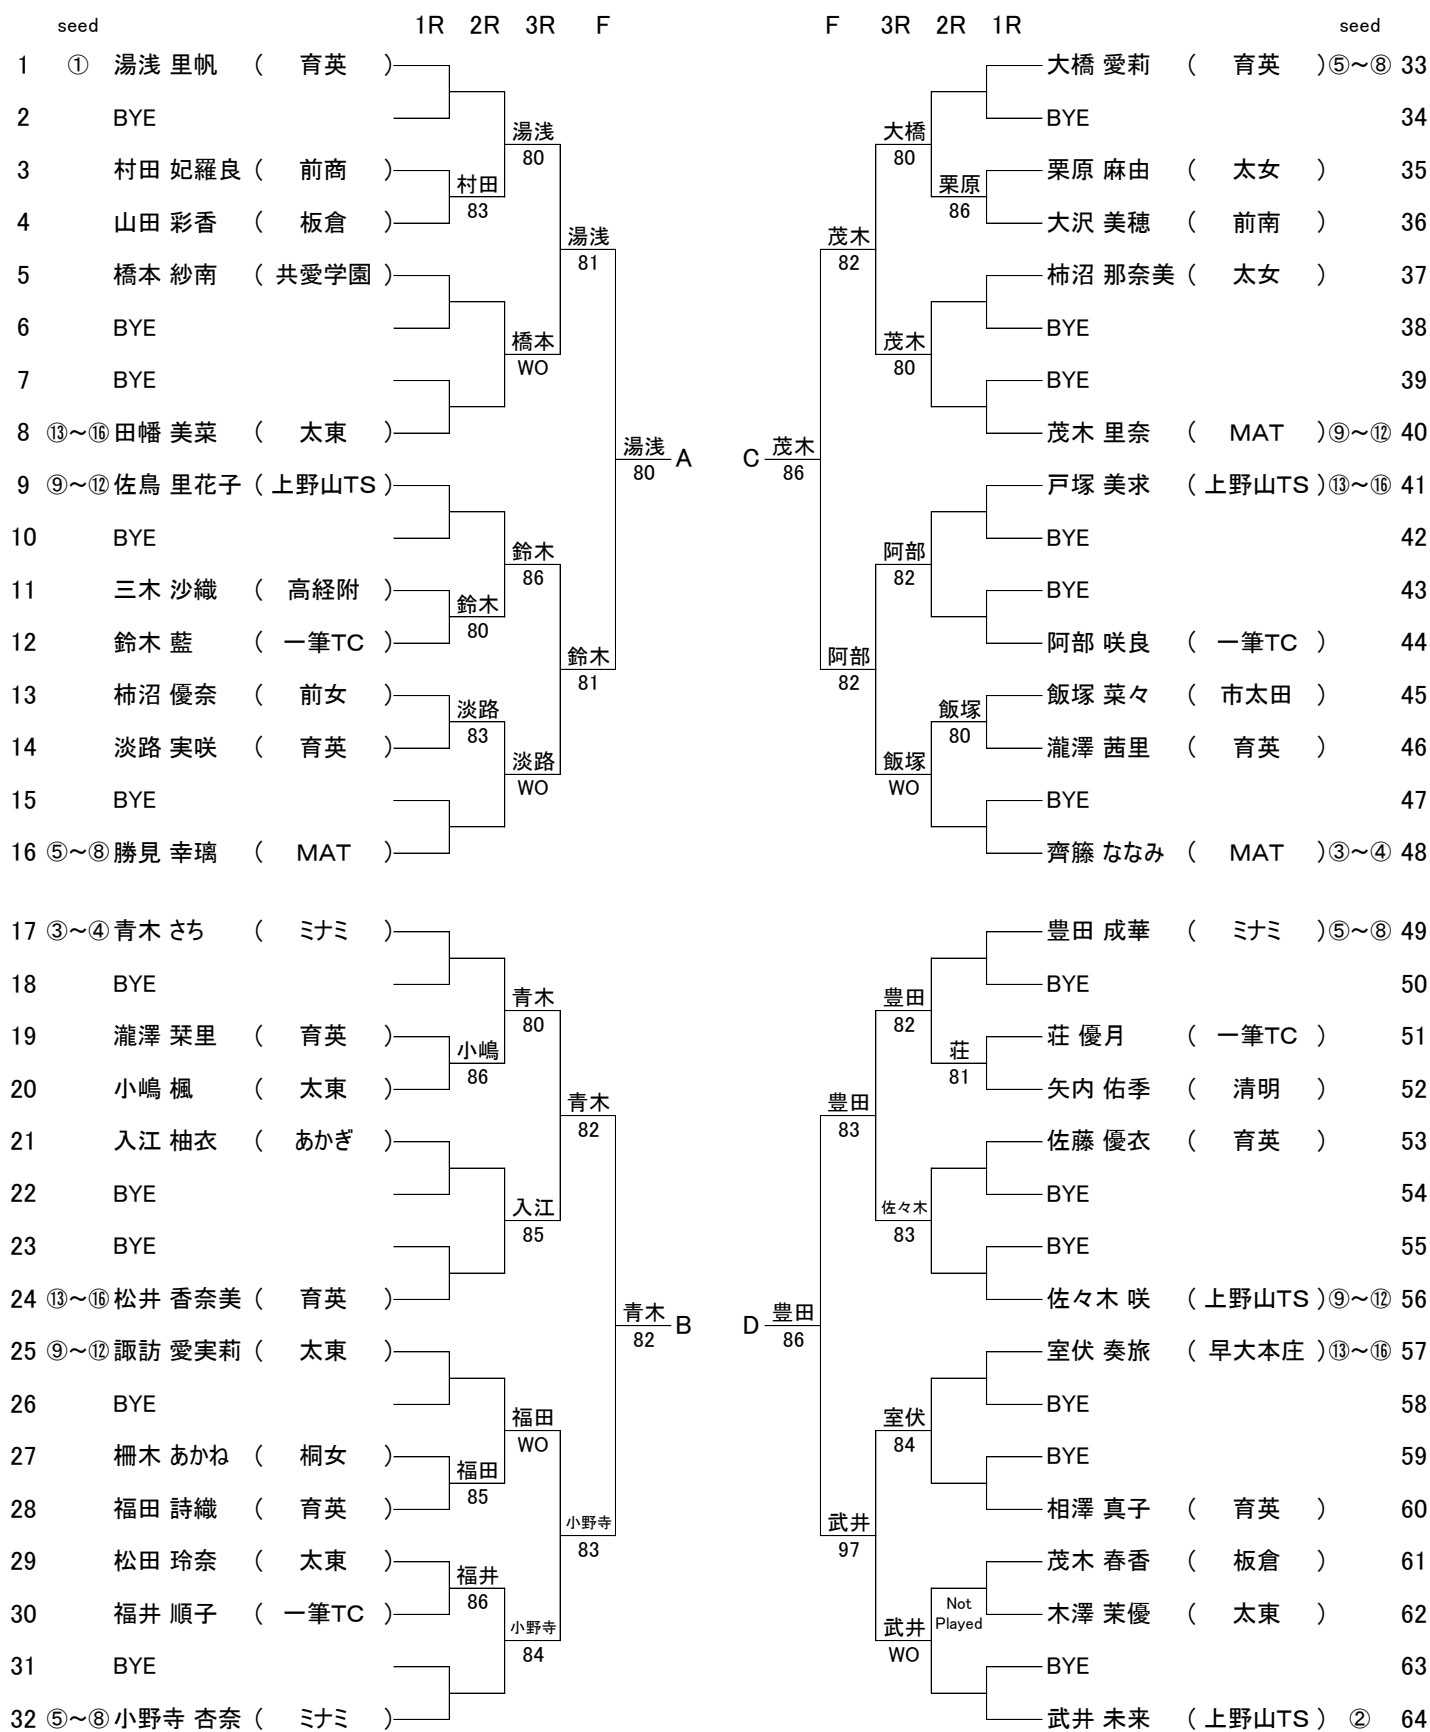 seed 1R 2R 3R F F 3R 2R 1R seed
1 ① 湯浅 里帆 ( 育英 ) 大橋 愛莉 ( 育英 )⑤～⑧ 33
2 BYE BYE 34
湯浅 大橋
80 80
3 村田 妃羅良 ( 前商 ) 栗原 麻由 ( 太女 ) 35
村田 栗原
83 86
4 山田 彩香 ( 板倉 ) 大沢 美穂 ( 前南 ) 36
湯浅 茂木
81 82
5 橋本 紗南 ( 共愛学園 ) 柿沼 那奈美 ( 太女 ) 37
6 BYE BYE 38
橋本 茂木
WO 80
7 BYE BYE 39
8 ⑬～⑯ 田幡 美菜 ( 太東 ) 茂木 里奈 ( MAT )⑨～⑫ 40
湯浅 A C 茂木
80 86
9 ⑨～⑫ 佐鳥 里花子 ( 上野山TS ) 戸塚 美求 ( 上野山TS )⑬～⑯ 41
10 BYE BYE 42
鈴木 阿部
86 82
11 三木 沙織 ( 高経附 ) BYE 43
鈴木
80
12 鈴木 藍 ( 一筆TC ) 阿部 咲良 ( 一筆TC ) 44
鈴木 阿部
81 82
13 柿沼 優奈 ( 前女 ) 飯塚 菜々 ( 市太田 ) 45
淡路 飯塚
83 80
14 淡路 実咲 ( 育英 ) 瀧澤 茜里 ( 育英 ) 46
淡路 飯塚
WO WO
15 BYE BYE 47
16 ⑤～⑧ 勝見 幸璃 ( MAT ) 齊籐 ななみ ( MAT )③～④ 48
17 ③～④ 青木 さち ( ミナミ ) 豊田 成華 ( ミナミ )⑤～⑧ 49
18 BYE BYE 50
青木 豊田
80 82
19 瀧澤 栞里 ( 育英 ) 荘 優月 ( 一筆TC ) 51
小嶋 荘
86 81
20 小嶋 楓 ( 太東 ) 矢内 佑季 ( 清明 ) 52
青木 豊田
82 83
21 入江 柚衣 ( あかぎ ) 佐藤 優衣 ( 育英 ) 53
22 BYE BYE 54
入江 佐々木
85 83
23 BYE BYE 55
24 ⑬～⑯ 松井 香奈美 ( 育英 ) 佐々木 咲 ( 上野山TS )⑨～⑫ 56
青木 B D 豊田
82 86
25 ⑨～⑫ 諏訪 愛実莉 ( 太東 ) 室伏 奏旅 ( 早大本庄 )⑬～⑯ 57
26 BYE BYE 58
福田 室伏
WO 84
27 柵木 あかね ( 桐女 ) BYE 59
福田
85
28 福田 詩織 ( 育英 ) 相澤 真子 ( 育英 ) 60
小野寺 武井
83 97
29 松田 玲奈 ( 太東 ) 茂木 春香 ( 板倉 ) 61
福井 Not
86 Played
30 福井 順子 ( 一筆TC ) 木澤 茉優 ( 太東 ) 62
小野寺 武井
84 WO
31 BYE BYE 63
32 ⑤～⑧ 小野寺 杏奈 ( ミナミ ) 武井 未来 ( 上野山TS ) ② 64